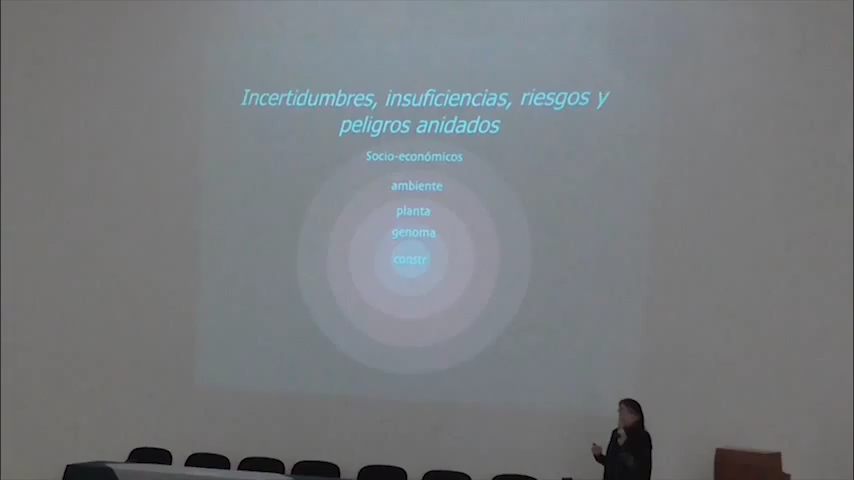 Incertidumbres, insuficiencias, riesgos y
peligros anidados
Socio-económicos
ambiente
planta
genoma
constr